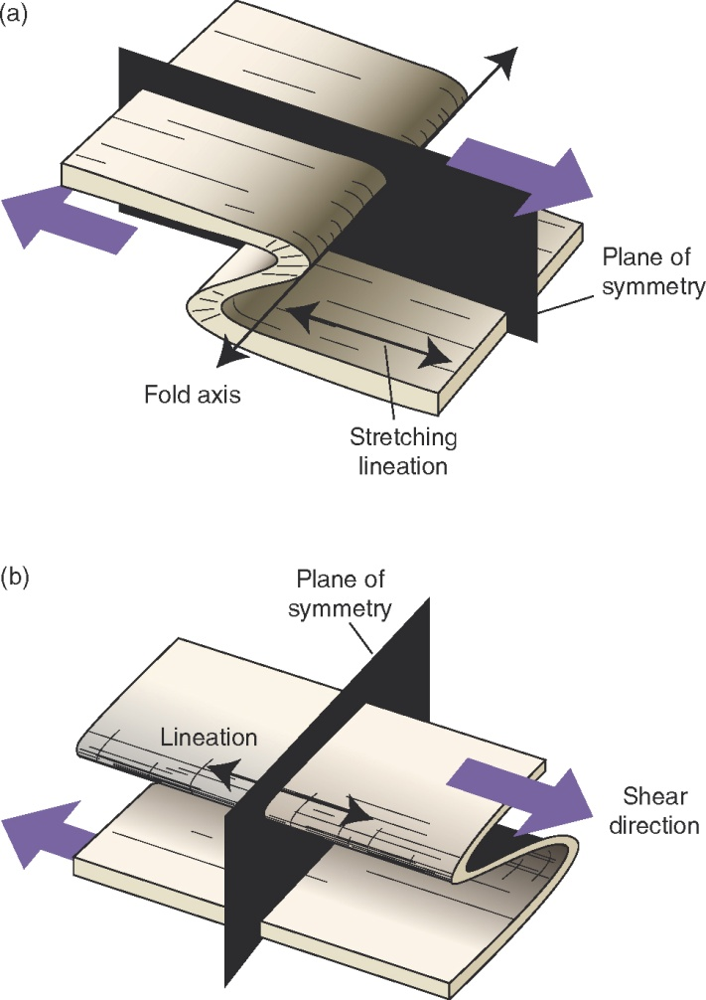 (a)
Plane of
symmetry
Fold axis
Stretching
lineation
(b)
Plane of
symmetry
Lineation
Shear
direction